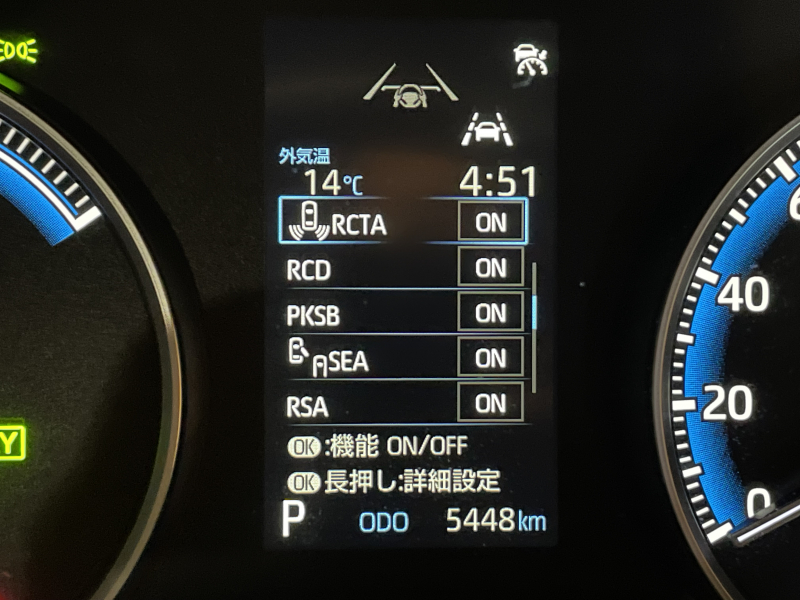 外気温
14℃ 4:51
RCTA ON
RCD ON
PKSB ON
SEA ON
RSA ON
OK:機能 ON/OFF
OK長押し:詳細設定
P ODO 5448km
40
20
0